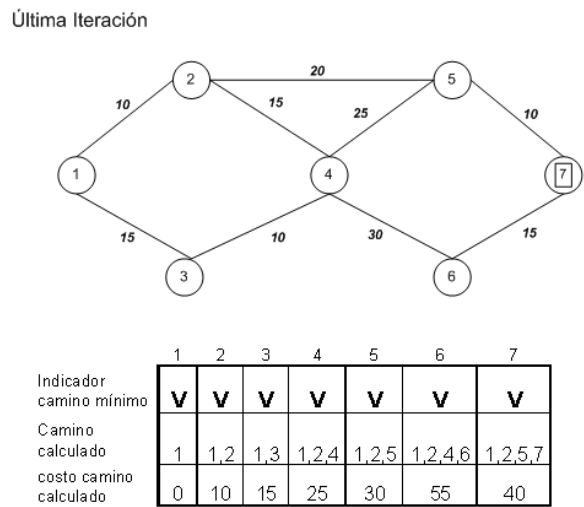 Última Iteración
20
2
5
10
15
25
10
1
4
7
15
10
30
15
3
6
1 2 3 4 5 6 7
Indicador
camino mínimo V V V V V V V
Camino
calculado 1 1,2 1,3 1,2,4 1,2,5 1,2,4,6 1,2,5,7
costo camino
calculado 0 10 15 25 30 55 40